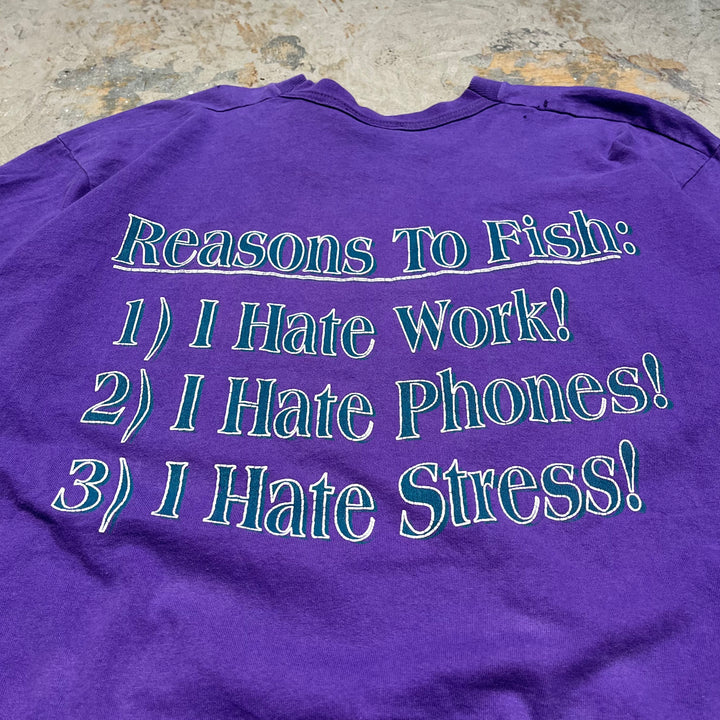 Reasons To Fish:
1) I Hate Work!
2) I Hate Phones!
3) I Hate Stress!